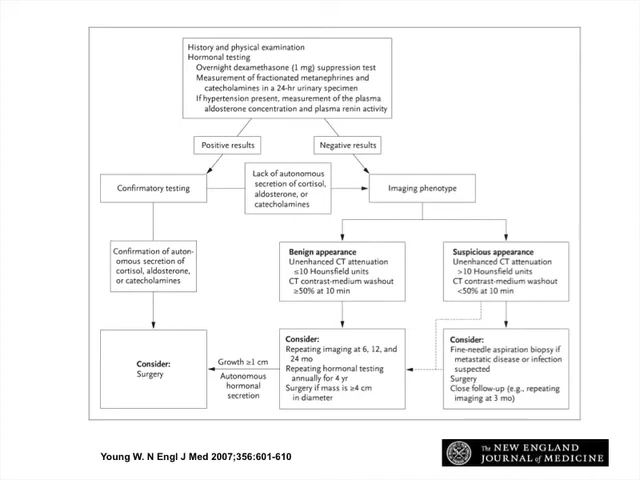 History and physical examination
Hormonal testing
Overnight dexamethasone (1 mg) suppression test
Measurement of fractionated metanephrines and
catecholamines in a 24-hr urinary specimen
If hypertension present, measurement of the plasma
aldosterone concentration and plasma renin activity
Positive results
Negative results
Confirmatory testing
Lack of autonomous
secretion of cortisol,
aldosterone, or
catecholamines
Imaging phenotype
Confirmation of auton-
omous secretion of
cortisol, aldosterone,
or catecholamines
Benign appearance
Unenhanced CT attenuation
≤10 Hounsfield units
CT contrast-medium washout
≥50% at 10 min
Suspicious appearance
Unenhanced CT attenuation
>10 Hounsfield units
CT contrast-medium washout
<50% at 10 min
Consider:
Surgery
Growth ≥1 cm
Autonomous
hormonal
secretion
Consider:
Repeating imaging at 6, 12, and
24 mo
Repeating hormonal testing
annually for 4 yr
Surgery if mass is ≥4 cm
in diameter
Consider:
Fine-needle aspiration biopsy if
metastatic disease or infection
suspected
Surgery
Close follow-up (e.g., repeating
imaging at 3 mo)
Young W. N Engl J Med 2007;356:601-610
The NEW ENGLAND
JOURNAL of MEDICINE